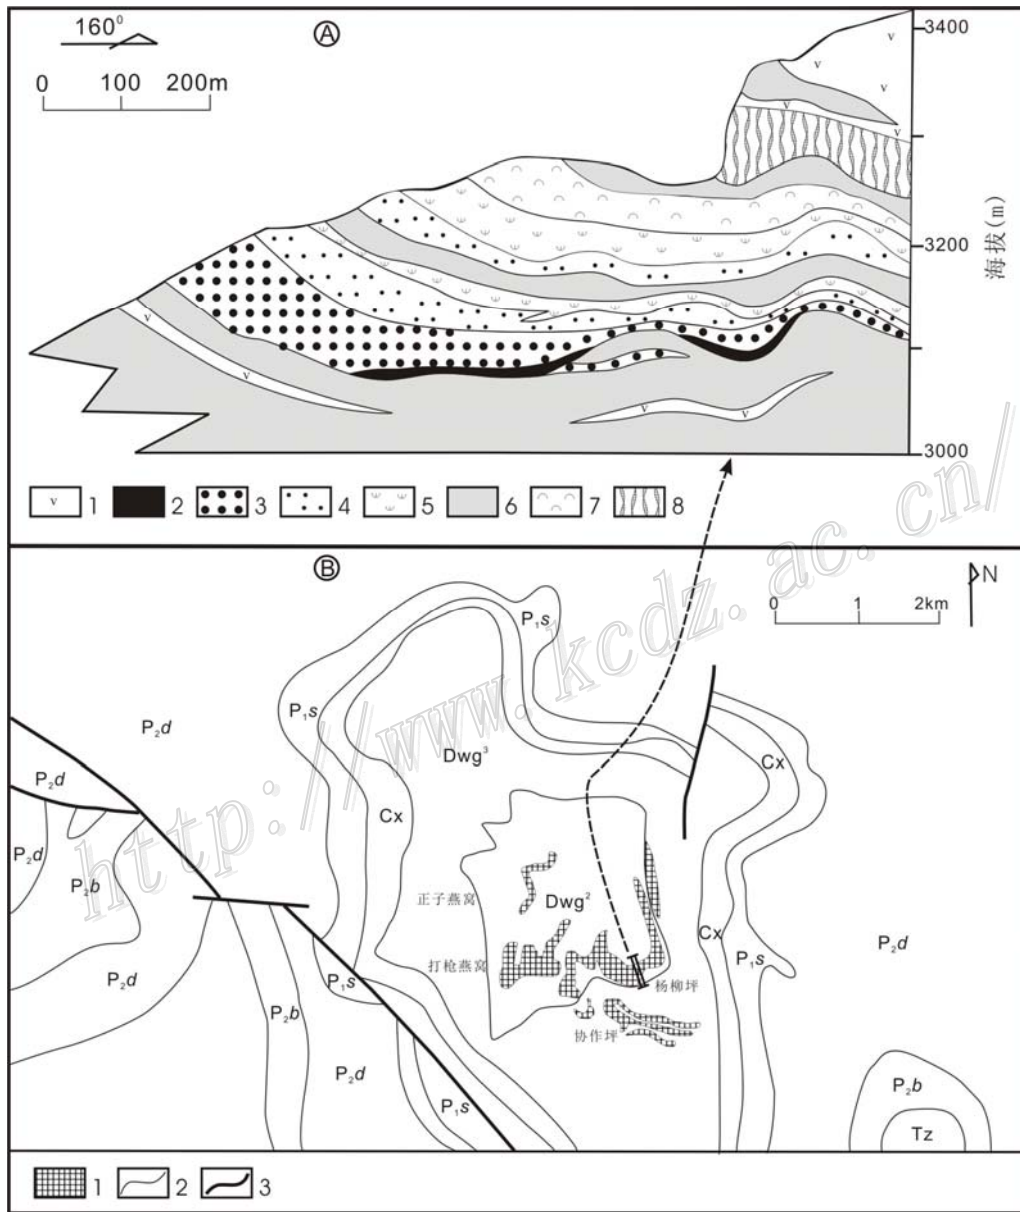 160⁰
Ⓐ
0 100 200m
3400
3200
3000
海拔(m)
v v v v v
v v v v
1 2 3 4 5 6 7 8
v
http://www.kcdz.ac.cn/
Ⓑ
N
0 1 2km
P₁s
P₁s
P₂d
Dwg³
P₂d
Cx
Cx
P₂d
P₂b
正子燕窝
Dwg²
打枪燕窝
Cx
P₂d
P₂d
P₁s
P₁s
杨柳坪
P₂b
协作坪
P₂d
P₂b
P₁s
Tz
1 2 3